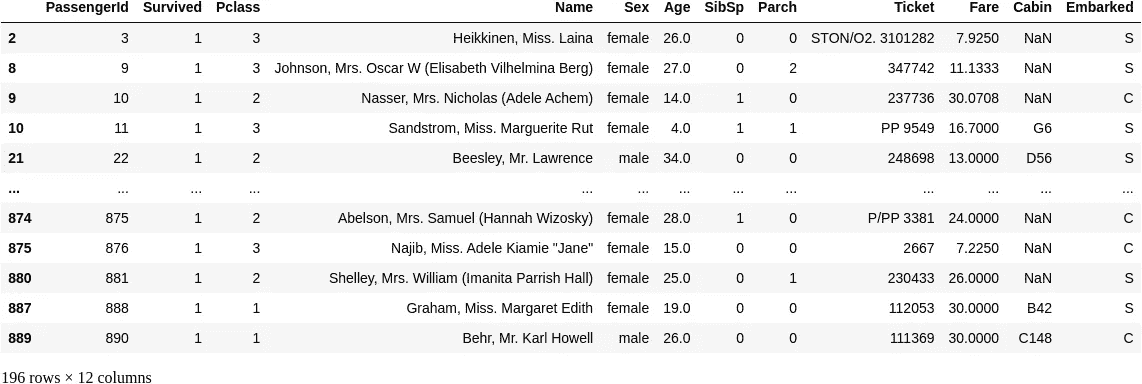 PassengerId Survived Pclass Name Sex Age SibSp Parch Ticket Fare Cabin Embarked
2 3 1 3 Heikkinen, Miss. Laina female 26.0 0 0 STON/O2. 3101282 7.9250 NaN S
8 9 1 3 Johnson, Mrs. Oscar W (Elisabeth Vilhelmina Berg) female 27.0 0 2 347742 11.1333 NaN S
9 10 1 2 Nasser, Mrs. Nicholas (Adele Achem) female 14.0 1 0 237736 30.0708 NaN C
10 11 1 3 Sandstrom, Miss. Marguerite Rut female 4.0 1 1 PP 9549 16.7000 G6 S
21 22 1 2 Beesley, Mr. Lawrence male 34.0 0 0 248698 13.0000 D56 S
... ... ... ... ... ... ... ... ... ... ... ... ...
874 875 1 2 Abelson, Mrs. Samuel (Hannah Wizosky) female 28.0 1 0 P/PP 3381 24.0000 NaN C
875 876 1 3 Najib, Miss. Adele Kiamie "Jane" female 15.0 0 0 2667 7.2250 NaN C
880 881 1 2 Shelley, Mrs. William (Imanita Parrish Hall) female 25.0 0 1 230433 26.0000 NaN S
887 888 1 1 Graham, Miss. Margaret Edith female 19.0 0 0 112053 30.0000 B42 S
889 890 1 1 Behr, Mr. Karl Howell male 26.0 0 0 111369 30.0000 C148 C
196 rows × 12 columns